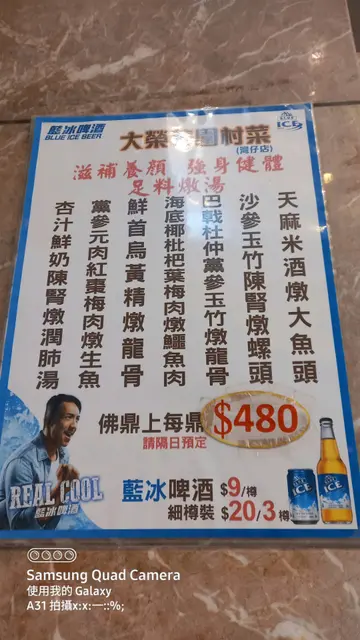 藍冰啤酒
BLUE ICE BEER
ICE
大榮華圍村菜
(灣仔店)
滋補養顏 強身健體
足料燉湯
天麻米酒燉大魚頭
沙參玉竹陳腎燉螺頭
巴戟杜仲黨參玉竹燉龍骨
海底椰枇杷葉梅肉燉鱷魚肉
鮮首烏黃精燉龍骨
黨參元肉紅棗梅肉燉生魚
杏汁鮮奶陳腎燉潤肺湯
佛鼎上每鼎 $480
請隔日預定
REAL COOL
藍冰啤酒
藍冰啤酒 $9/樽
細樽裝 $20/3樽
ICE
ICE
Samsung Quad Camera
使用我的 Galaxy
A31 拍攝x:x:一::%;